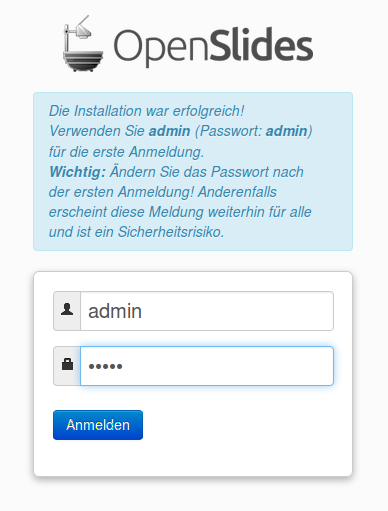 OpenSlides
Die Installation war erfolgreich!
Verwenden Sie admin (Passwort: admin)
für die erste Anmeldung.
Wichtig: Ändern Sie das Passwort nach
der ersten Anmeldung! Anderenfalls
erscheint diese Meldung weiterhin für alle
und ist ein Sicherheitsrisiko.
admin
•••••
Anmelden